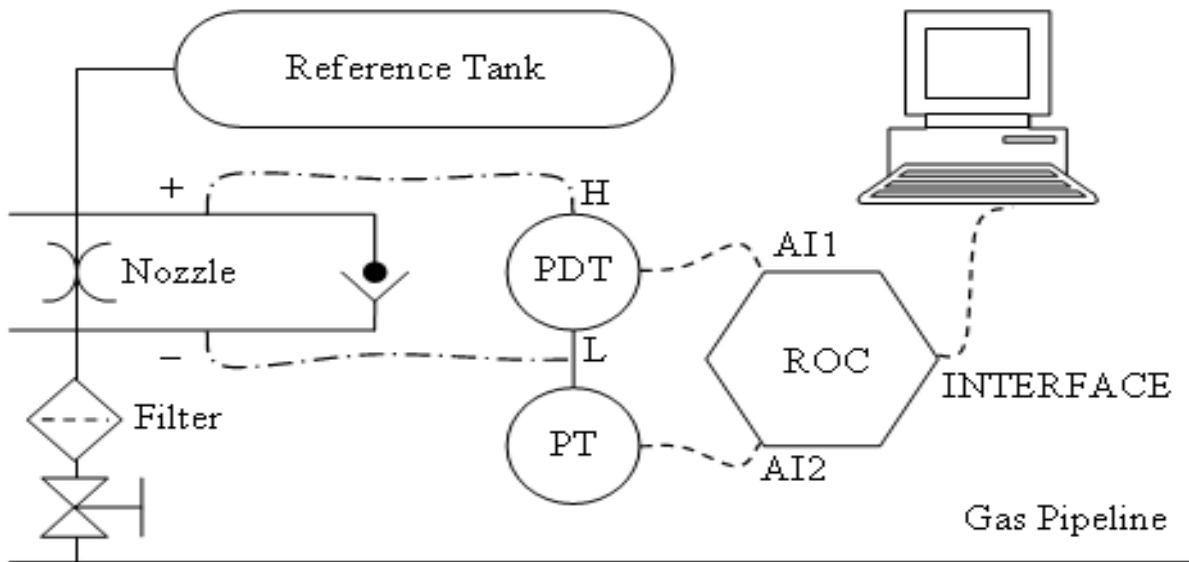 Reference Tank
+
H
Nozzle
PDT
AI1
−
L
ROC
INTERFACE
Filter
PT
AI2
Gas Pipeline